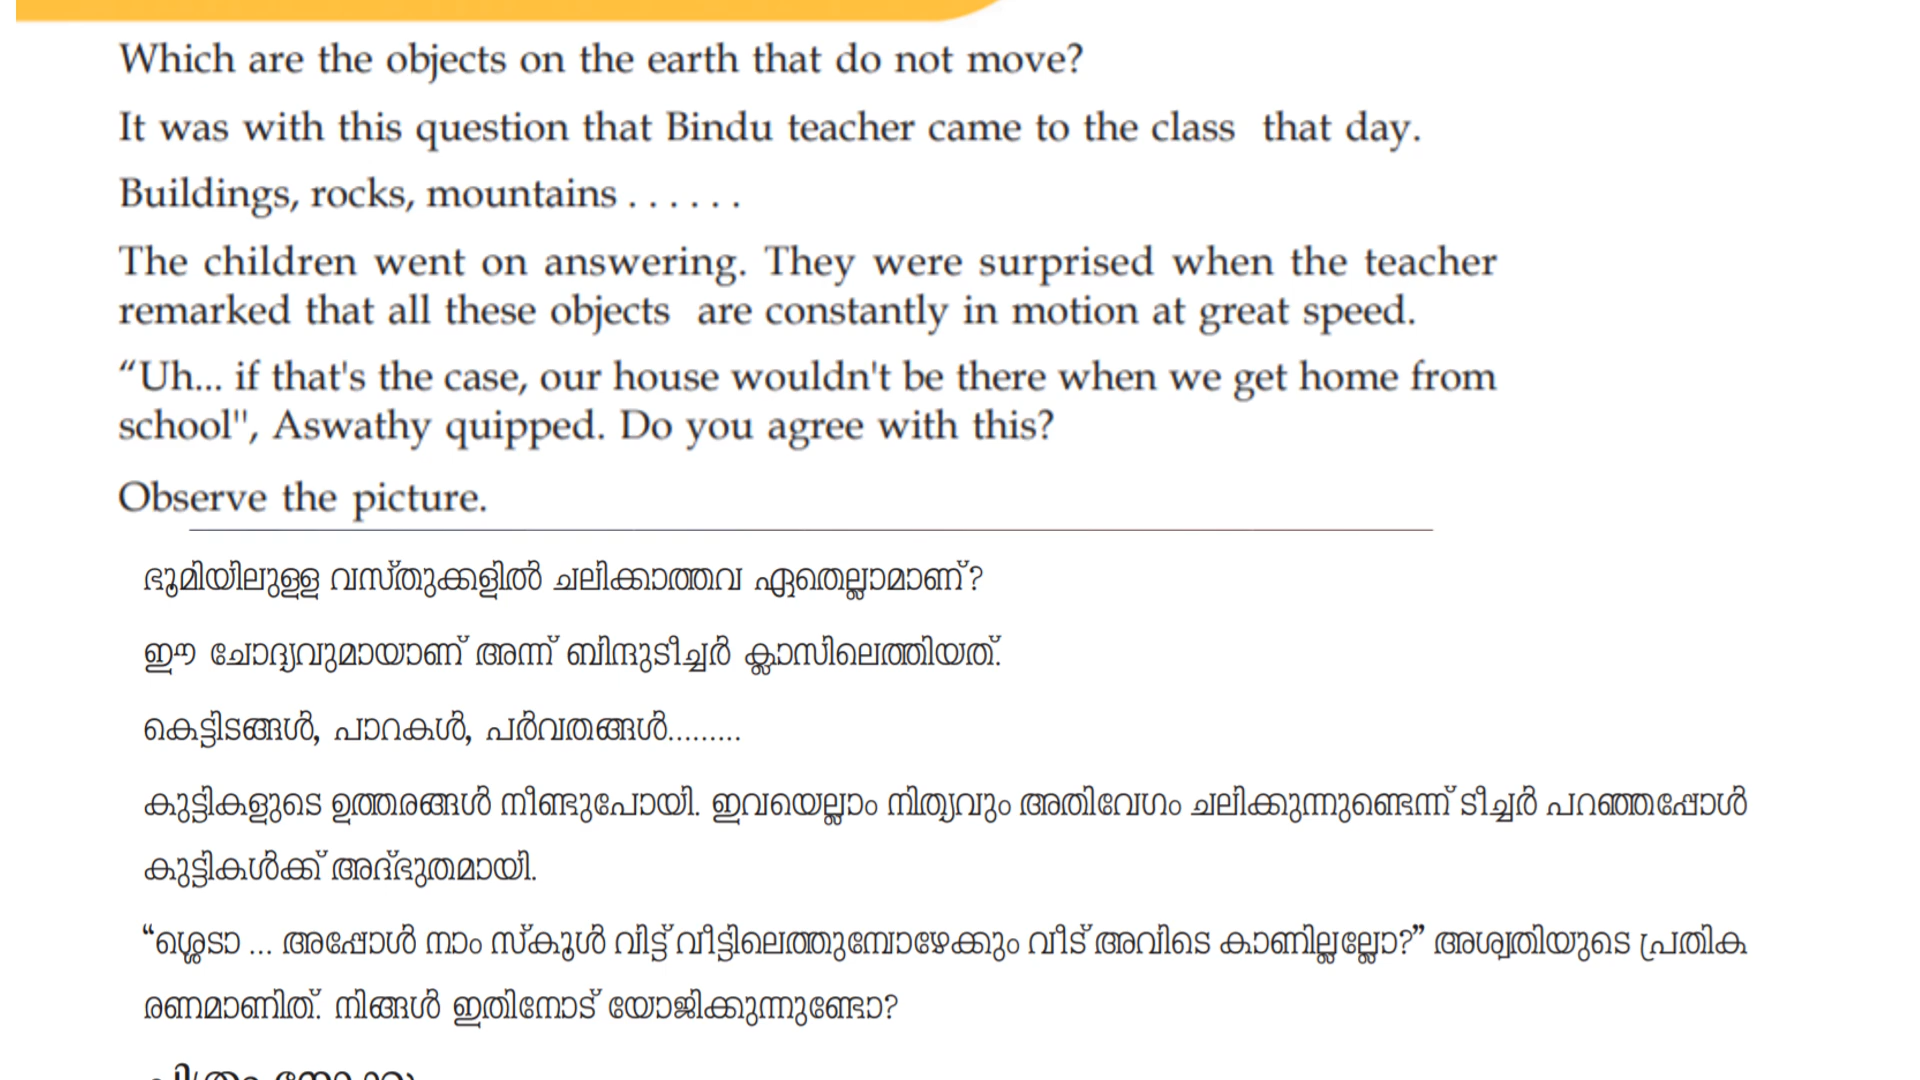 Which are the objects on the earth that do not move?
It was with this question that Bindu teacher came to the class that day.
Buildings, rocks, mountains . . . . . .
The children went on answering. They were surprised when the teacher
remarked that all these objects are constantly in motion at great speed.
“Uh... if that's the case, our house wouldn't be there when we get home from
school", Aswathy quipped. Do you agree with this?
Observe the picture.
ഭൂമിയിലുള്ള വസ്തുക്കളിൽ ചലിക്കാത്തവ ഏതെല്ലാമാണ്?
ഈ ചോദ്യവുമായാണ് അന്ന് ബിന്ദുടീച്ചർ ക്ലാസിലെത്തിയത്.
കെട്ടിടങ്ങൾ, പാറകൾ, പർവതങ്ങൾ.........
കുട്ടികളുടെ ഉത്തരങ്ങൾ നീണ്ടുപോയി. ഇവയെല്ലാം നിത്യവും അതിവേഗം ചലിക്കുന്നുണ്ടെന്ന് ടീച്ചർ പറഞ്ഞപ്പോൾ
കുട്ടികൾക്ക് അദ്ഭുതമായി.
“ശ്ശെടാ ... അപ്പോൾ നാം സ്കൂൾ വിട്ട് വീട്ടിലെത്തുമ്പോഴേക്കും വീട് അവിടെ കാണില്ലല്ലോ?” അശ്വതിയുടെ പ്രതിക
രണമാണിത്. നിങ്ങൾ ഇതിനോട് യോജിക്കുന്നുണ്ടോ?